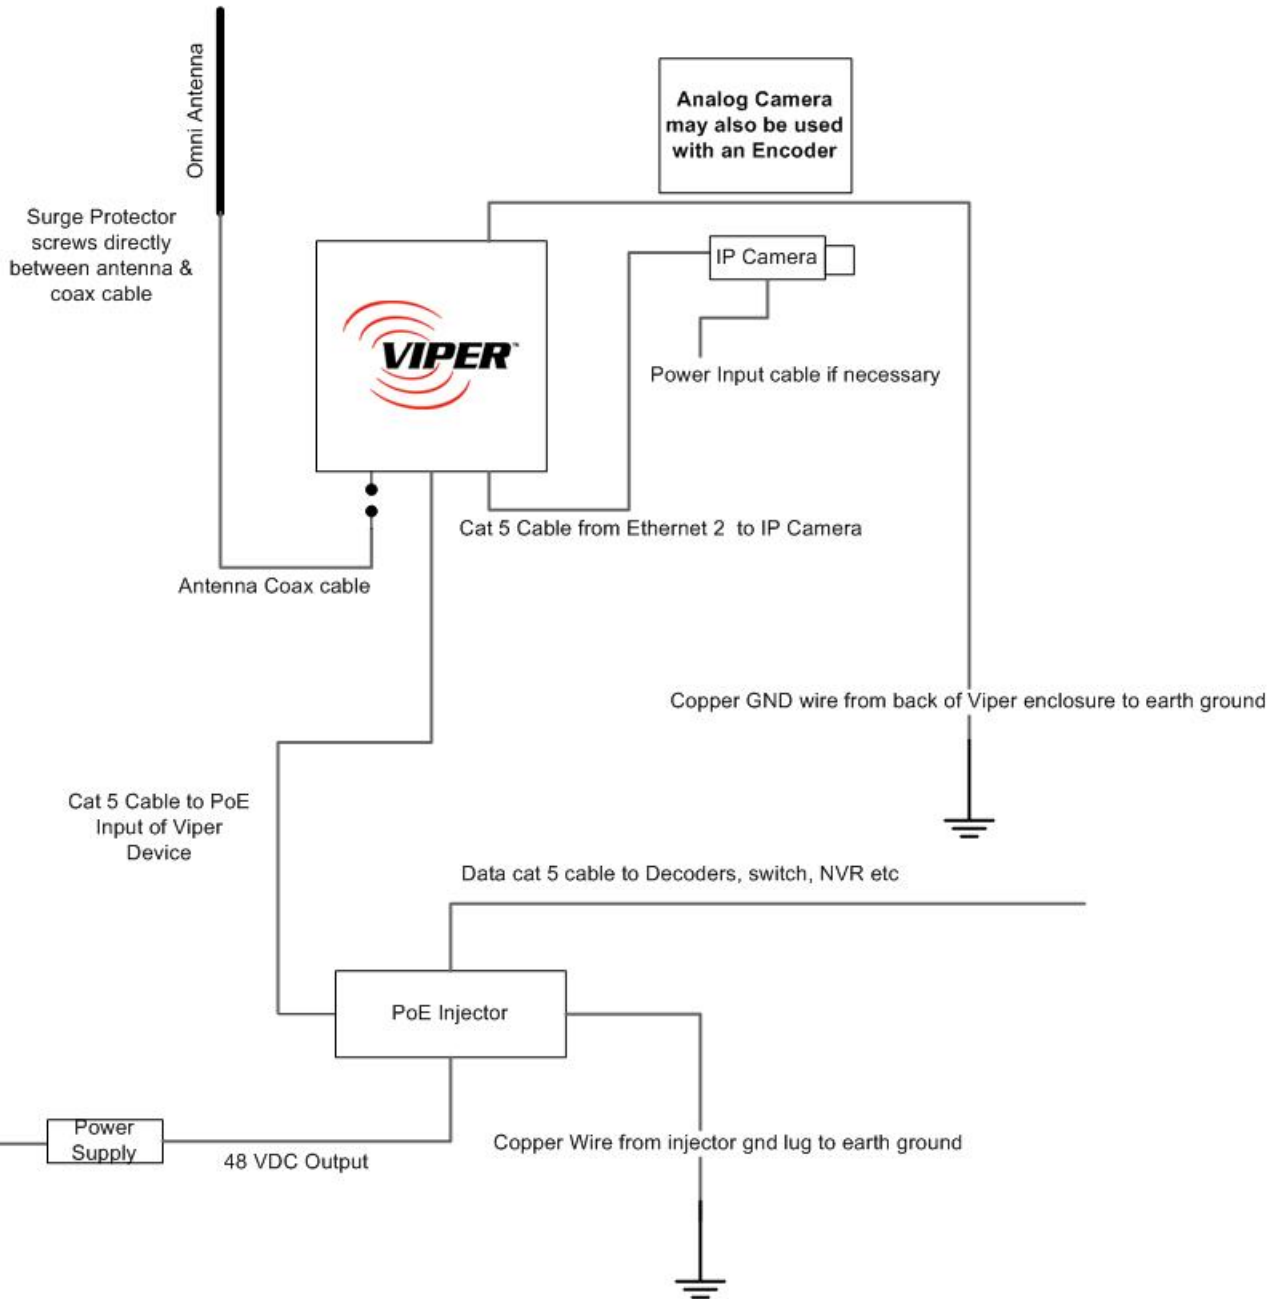 Omni Antenna
Analog Camera
may also be used
with an Encoder
Surge Protector
screws directly
between antenna &
coax cable
IP Camera
VIPER™
Power Input cable if necessary
Cat 5 Cable from Ethernet 2 to IP Camera
Antenna Coax cable
Copper GND wire from back of Viper enclosure to earth ground
Cat 5 Cable to PoE
Input of Viper
Device
Data cat 5 cable to Decoders, switch, NVR etc
PoE Injector
Power
Supply
48 VDC Output
Copper Wire from injector gnd lug to earth ground